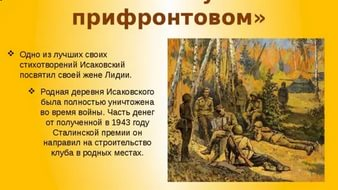 прифронтовом»
Одно из лучших своих
стихотворений Исаковский
посвятил своей жене Лидии.
Родная деревня Исаковского
была полностью уничтожена
во время войны. Часть денег
от полученной в 1943 году
Сталинской премии он
направил на строительство
клуба в родных местах.